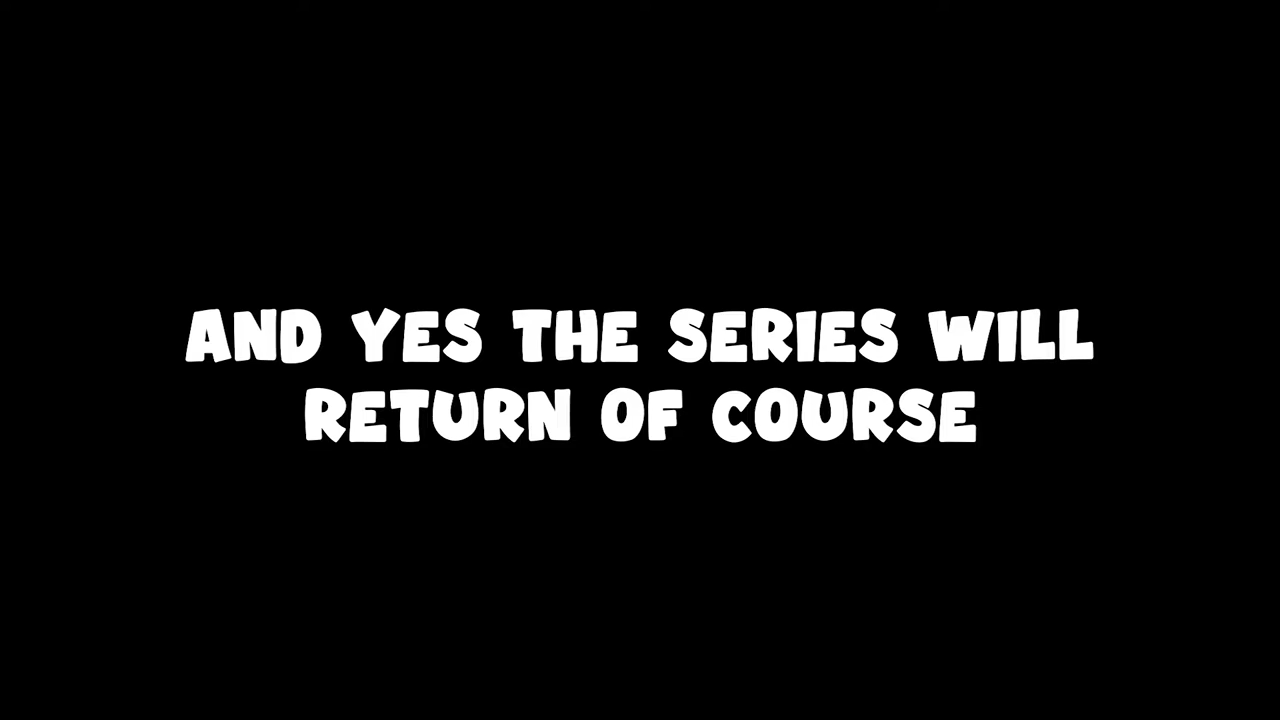 AND YES THE SERIES WILL
RETURN OF COURSE